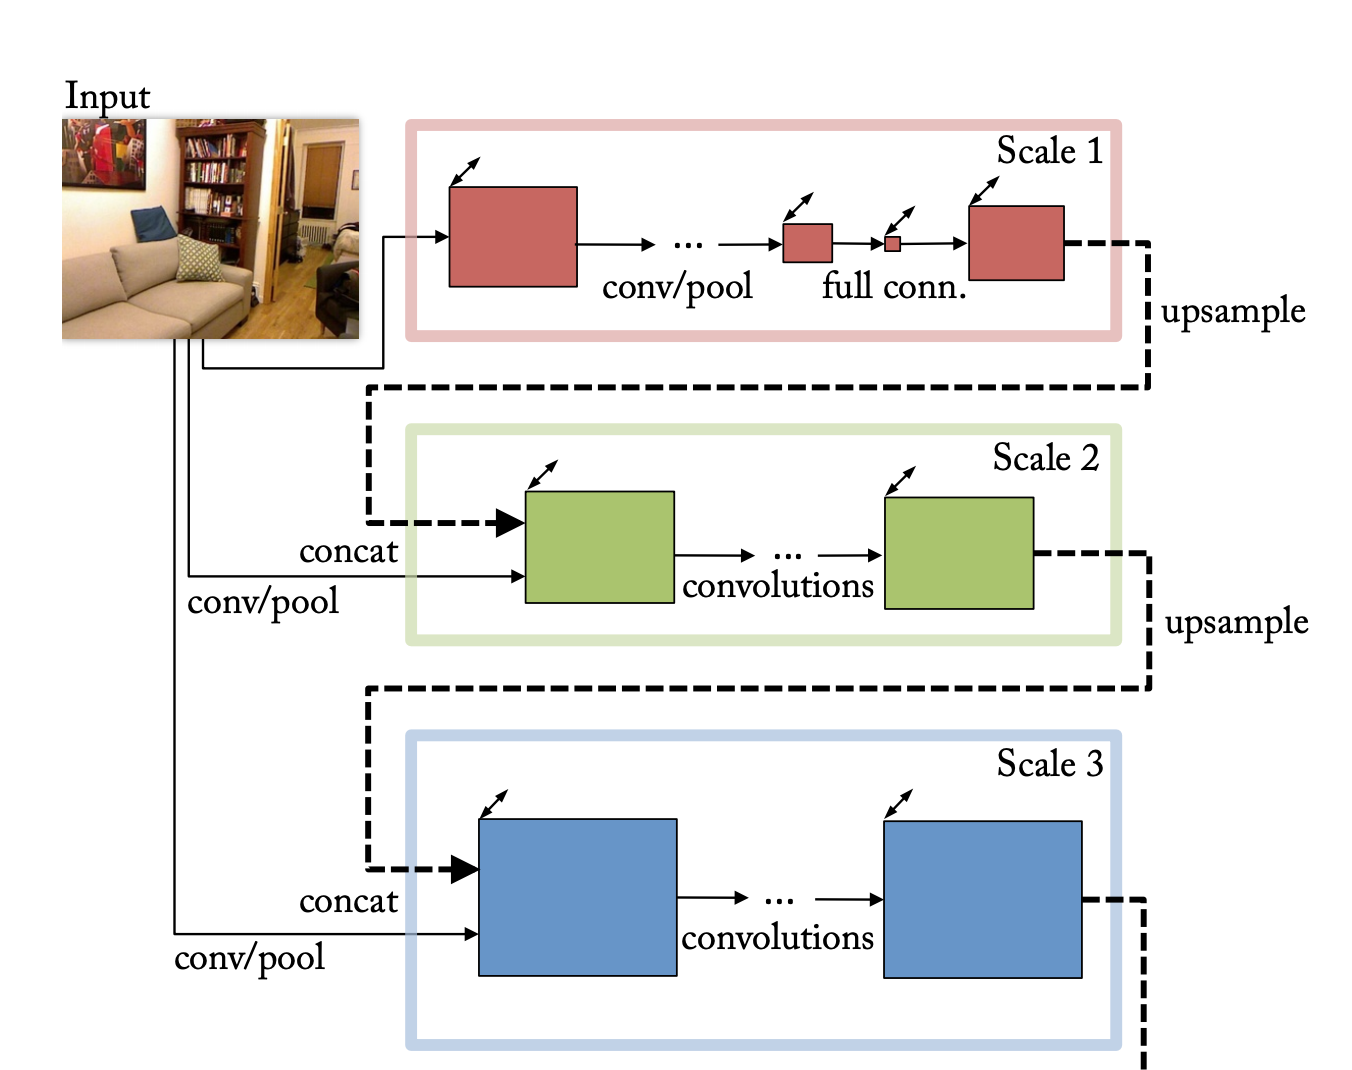 Input
Scale 1
...
conv/pool
full conn.
upsample
Scale 2
concat
...
convolutions
conv/pool
upsample
Scale 3
concat
...
convolutions
conv/pool